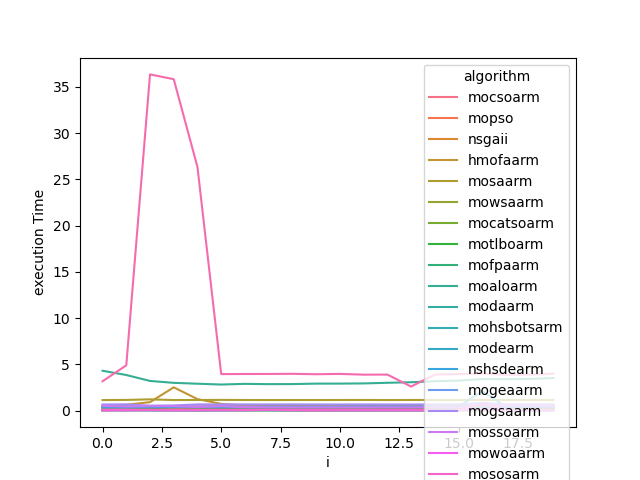 algorithm
mocsoarm
mopso
nsgaii
hmofaarm
mosaarm
mowsaarm
mocatsoarm
motlboarm
mofpaarm
moaloarm
modaarm
mohsbotsarm
modearm
nshsdearm
mogeaarm
mogsaarm
mossoarm
mowoaarm
mososarm
execution Time
35
30
25
20
15
10
5
0
0.0 2.5 5.0 7.5 10.0 12.5 15.0 17.5
i